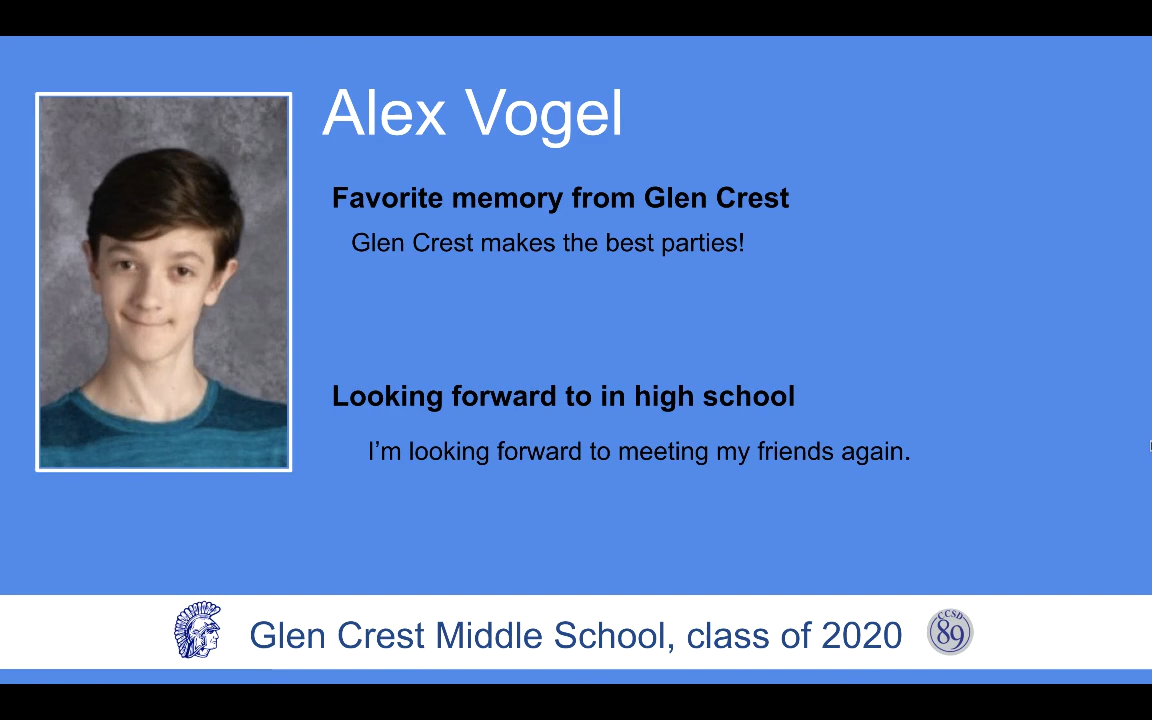 Alex Vogel
Favorite memory from Glen Crest
Glen Crest makes the best parties!
Looking forward to in high school
I’m looking forward to meeting my friends again.
Glen Crest Middle School, class of 2020
CCSD
89